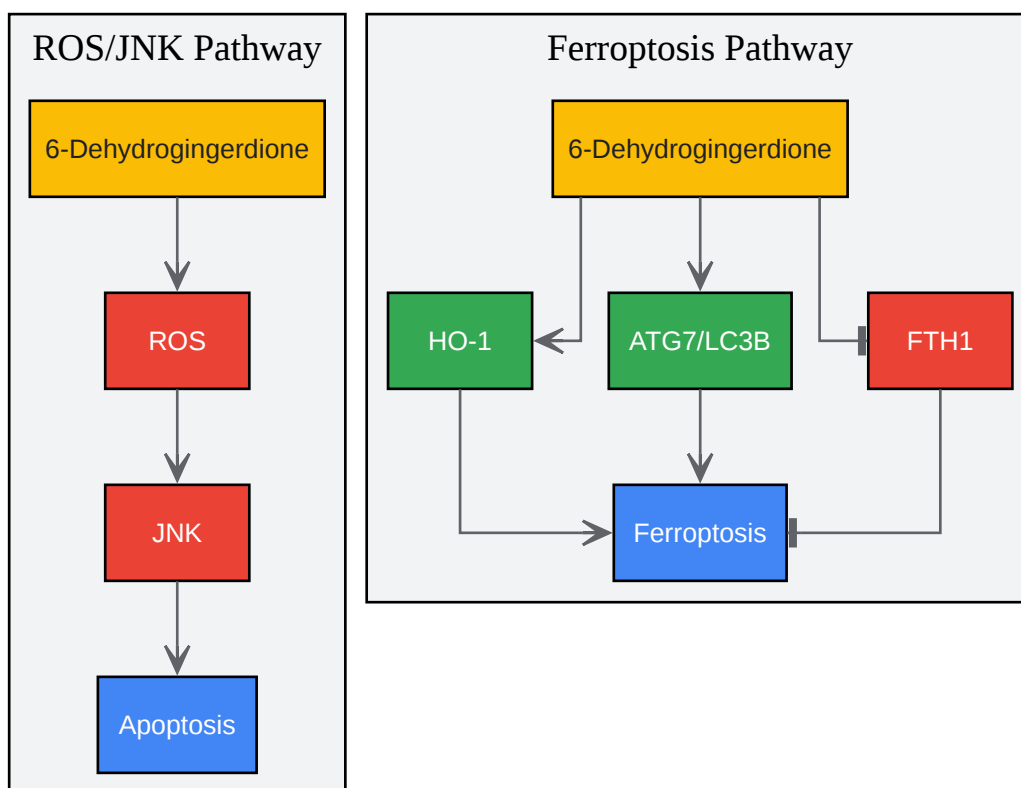 ROS/JNK Pathway
6-Dehydrogingerdione
ROS
JNK
Apoptosis
Ferroptosis Pathway
6-Dehydrogingerdione
HO-1
ATG7/LC3B
FTH1
Ferroptosis